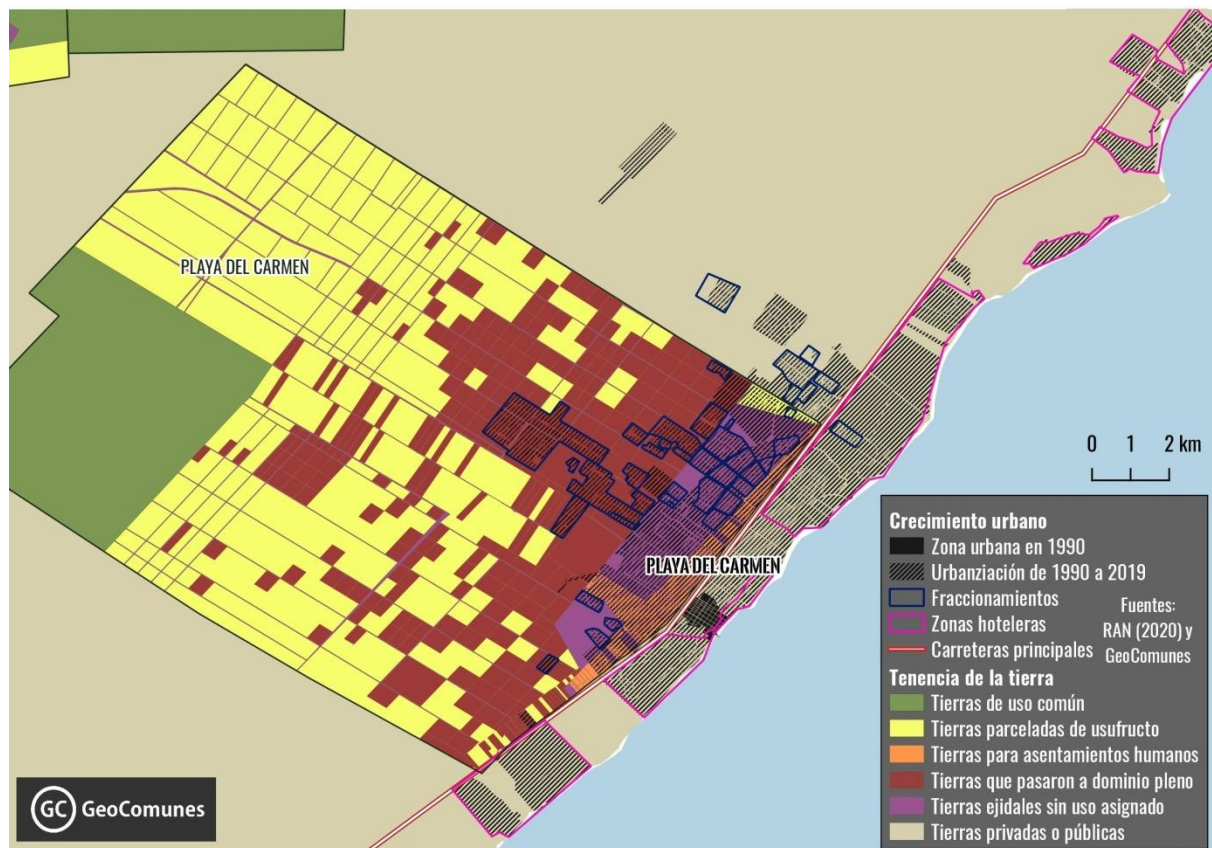 PLAYA DEL CARMEN
PLAYA DEL CARMEN
0 1 2 km
Crecimiento urbano
Zona urbana en 1990
Urbanziación de 1990 a 2019
Fraccionamientos
Zonas hoteleras
Carreteras principales
Fuentes:
RAN (2020) y
GeoComunes
Tenencia de la tierra
Tierras de uso común
Tierras parceladas de usufructo
Tierras para asentamientos humanos
Tierras que pasaron a dominio pleno
Tierras ejidales sin uso asignado
Tierras privadas o públicas
GC GeoComunes